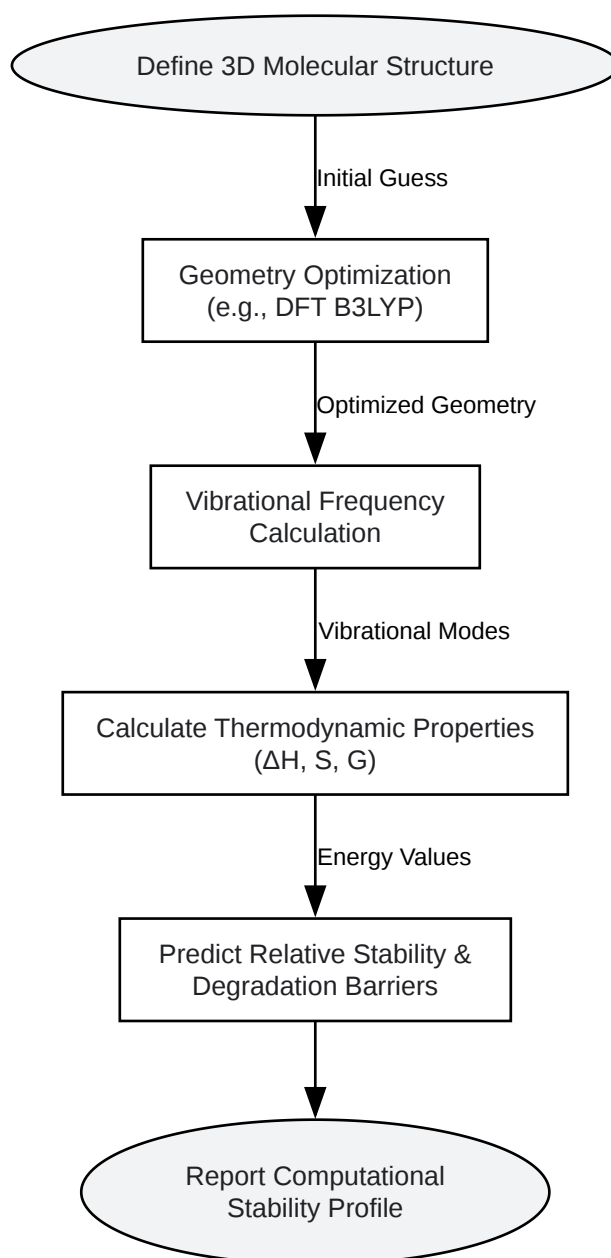 Define 3D Molecular Structure
Initial Guess
Geometry Optimization
(e.g., DFT B3LYP)
Optimized Geometry
Vibrational Frequency
Calculation
Vibrational Modes
Calculate Thermodynamic Properties
(ΔH, S, G)
Energy Values
Predict Relative Stability &
Degradation Barriers
Report Computational
Stability Profile